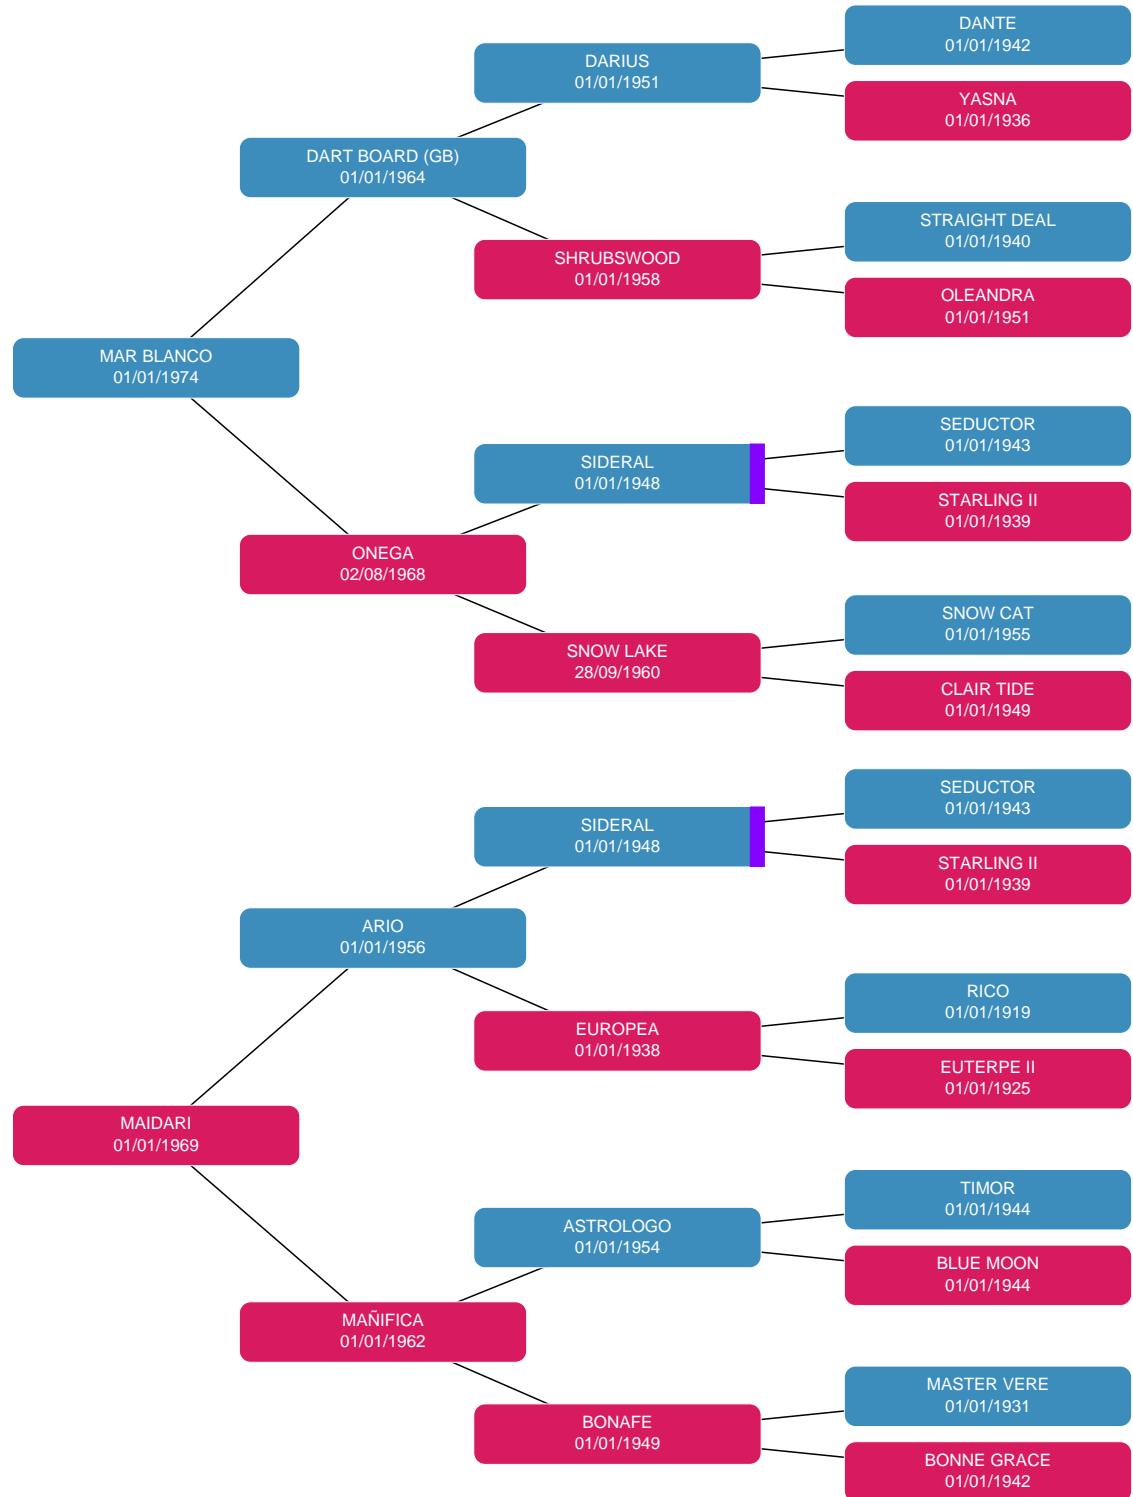 DANTE
01/01/1942
DARIUS
01/01/1951
YASNA
01/01/1936
DART BOARD (GB)
01/01/1964
STRAIGHT DEAL
01/01/1940
SHRUBSWOOD
01/01/1958
OLEANDRA
01/01/1951
MAR BLANCO
01/01/1974
SEDUCTOR
01/01/1943
SIDERAL
01/01/1948
STARLING II
01/01/1939
ONEGA
02/08/1968
SNOW CAT
01/01/1955
SNOW LAKE
28/09/1960
CLAIR TIDE
01/01/1949
SEDUCTOR
01/01/1943
SIDERAL
01/01/1948
STARLING II
01/01/1939
ARIO
01/01/1956
RICO
01/01/1919
EUROPEA
01/01/1938
EUTERPE II
01/01/1925
MAIDARI
01/01/1969
TIMOR
01/01/1944
ASTROLOGO
01/01/1954
BLUE MOON
01/01/1944
MAÑIFICA
01/01/1962
MASTER VERE
01/01/1931
BONAFE
01/01/1949
BONNE GRACE
01/01/1942